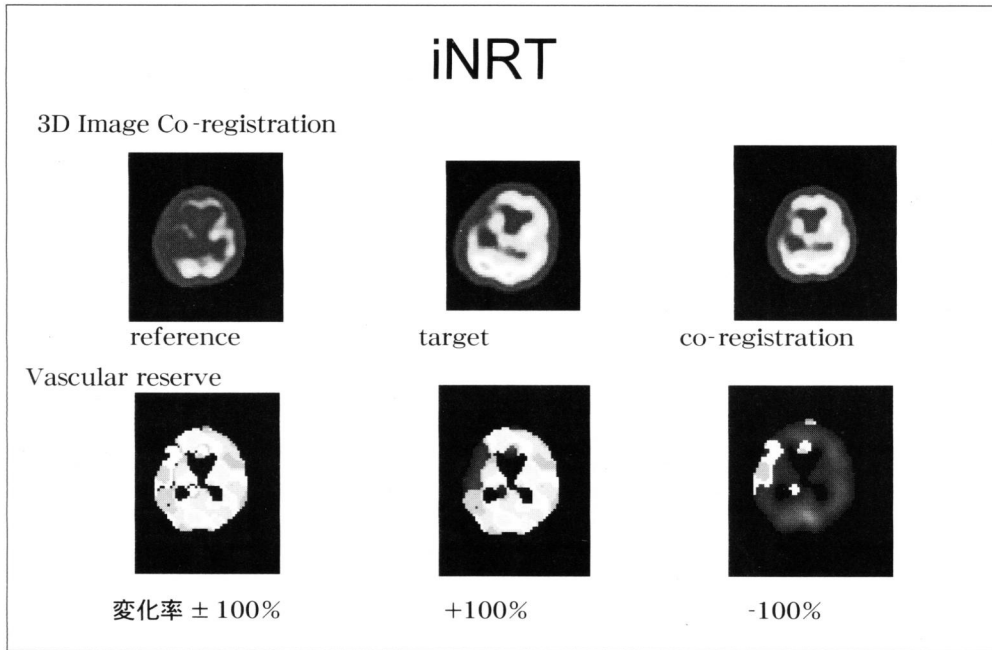 iNRT
3D Image Co-registration
reference target co-registration
Vascular reserve
変化率 ± 100% +100% -100%